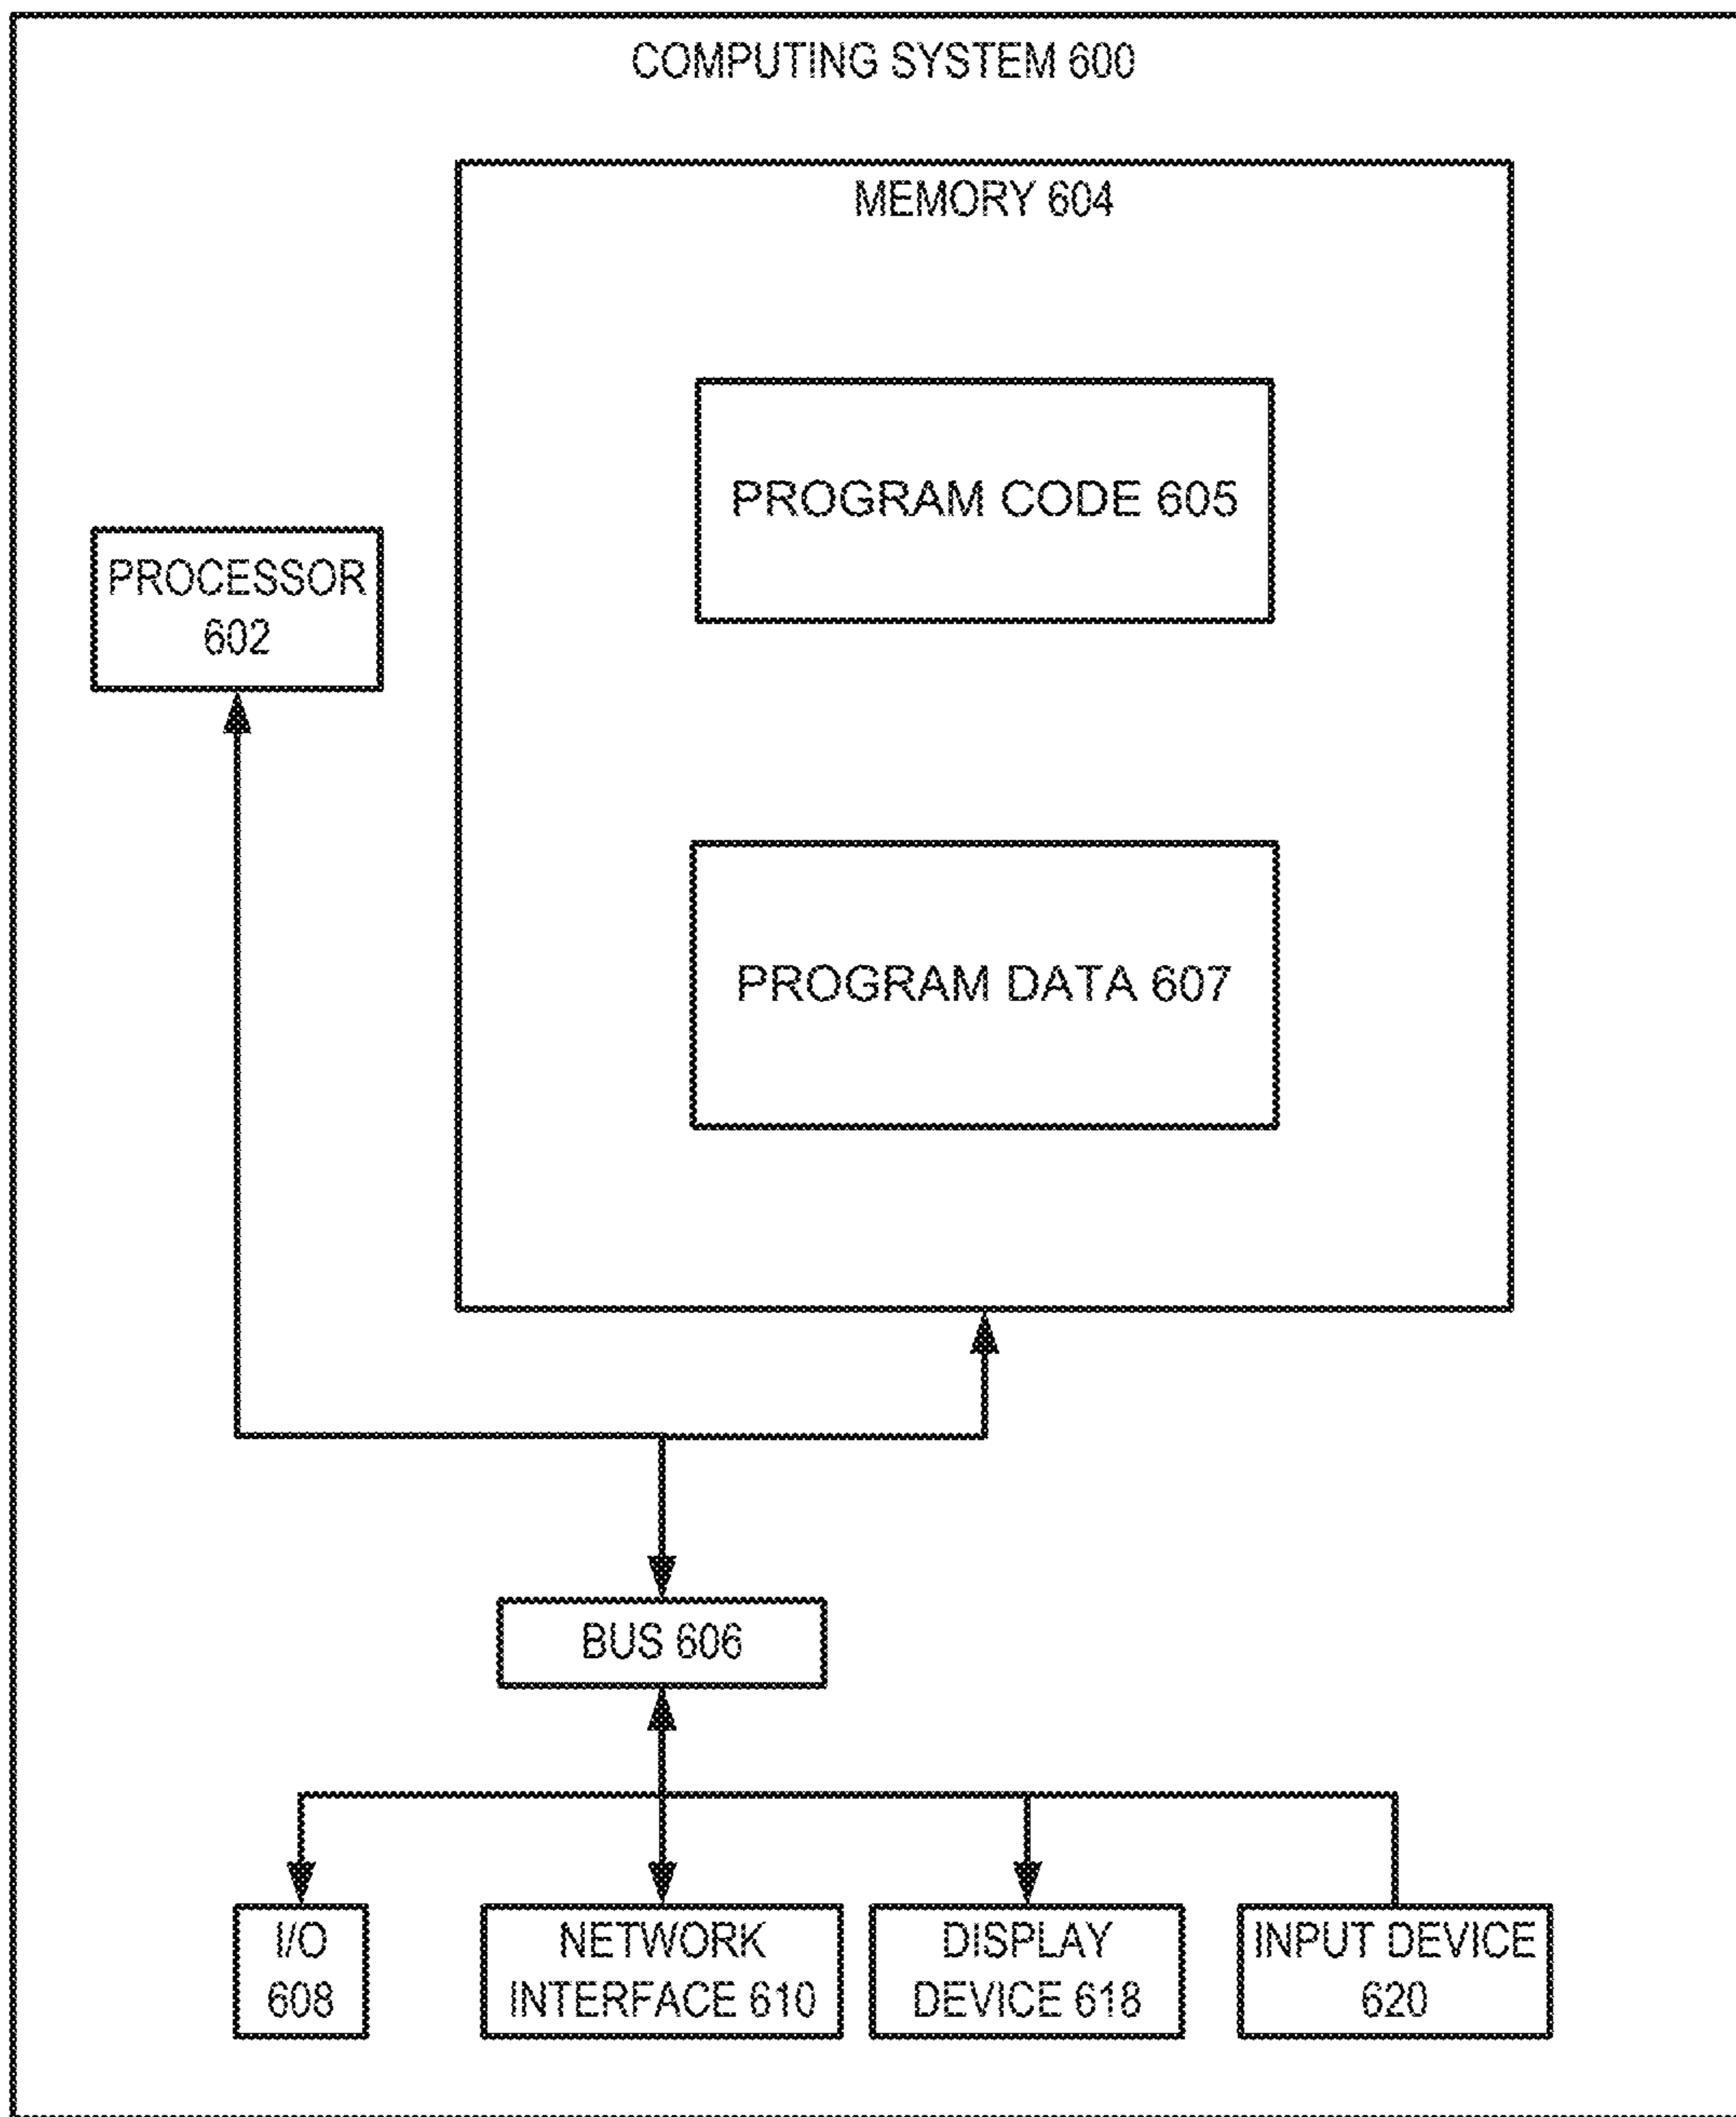 COMPUTING SYSTEM 600
MEMORY 604
PROGRAM CODE 605
PROCESSOR
602
PROGRAM DATA 607
BUS 606
I/O
608
NETWORK
INTERFACE 610
DISPLAY
DEVICE 618
INPUT DEVICE
620